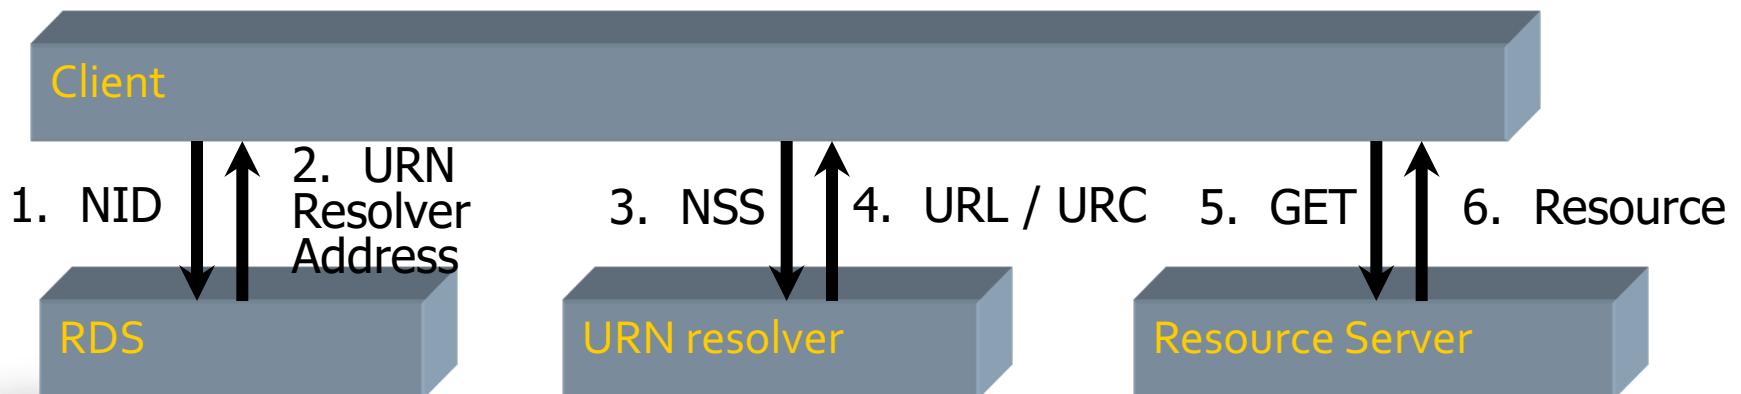 Client
1. NID
2. URN
Resolver
Address
3. NSS
4. URL / URC
5. GET
6. Resource
RDS
URN resolver
Resource Server